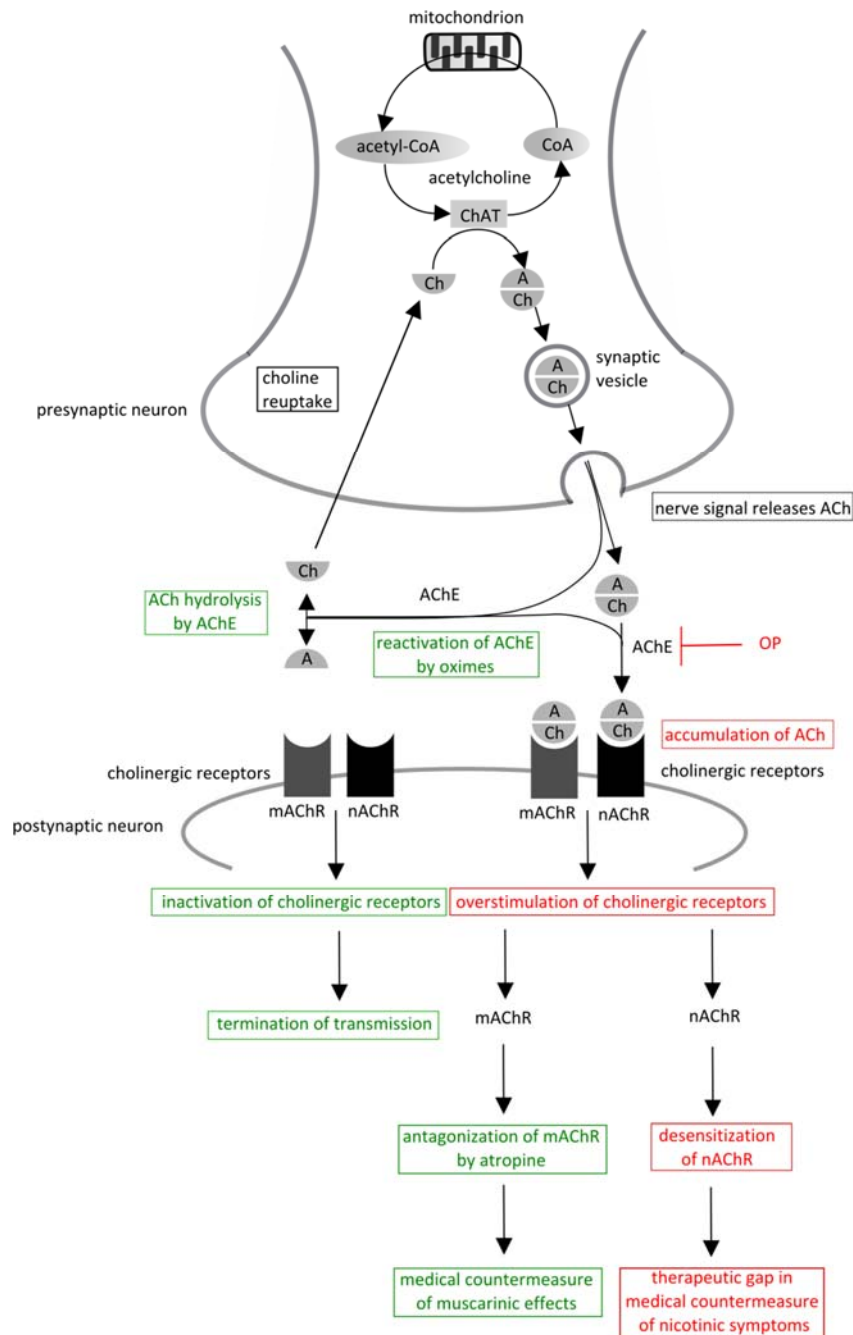 mitochondrion
acetyl-CoA
CoA
acetylcholine
ChAT
Ch
A
Ch
choline
reuptake
A
Ch
synaptic
vesicle
presynaptic neuron
nerve signal releases ACh
Ch
ACh hydrolysis
by AChE
AChE
A
Ch
A
reactivation of AChE
by oximes
AChE
OP
A
Ch
A
Ch
accumulation of ACh
cholinergic receptors
cholinergic receptors
mAChR
nAChR
mAChR
nAChR
postynaptic neuron
inactivation of cholinergic receptors
overstimulation of cholinergic receptors
termination of transmission
mAChR
nAChR
antagonization of mAChR
by atropine
desensitization
of nAChR
medical countermeasure
of muscarinic effects
therapeutic gap in
medical countermeasure
of nicotinic symptoms